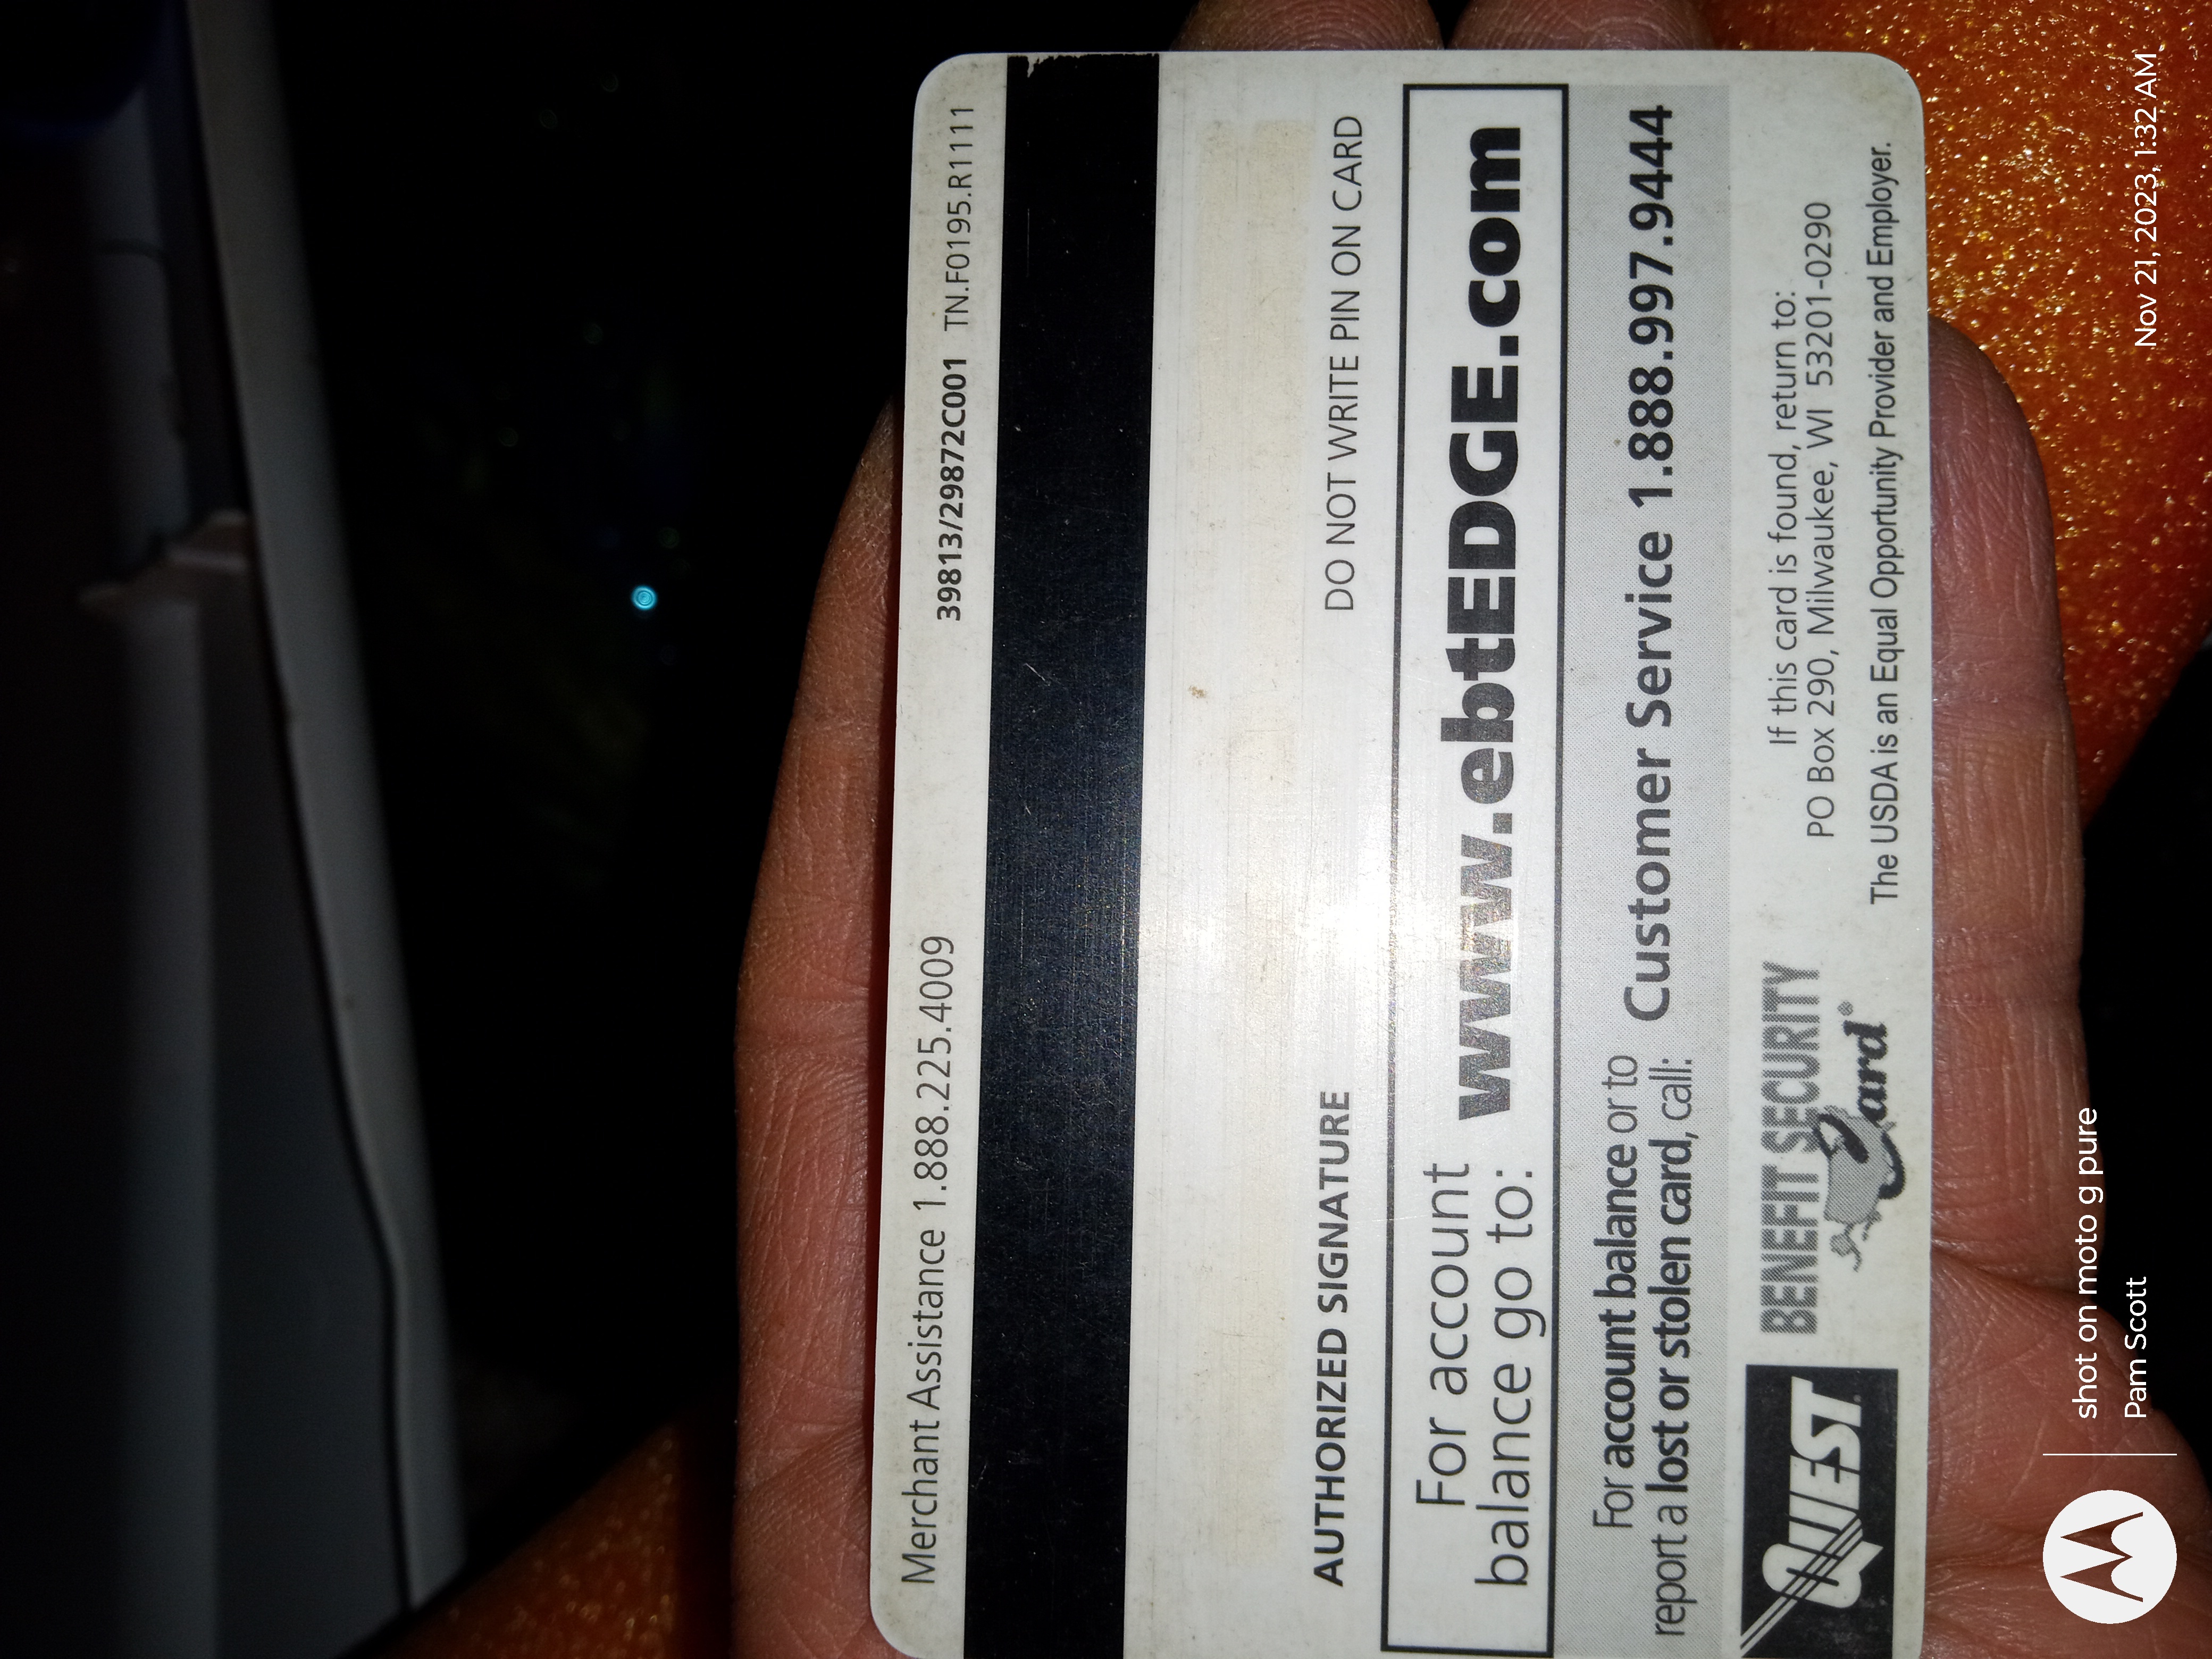 Merchant Assistance 1.888.225.4009 39813/29872C001 TN.F0195.R1111
AUTHORIZED SIGNATURE DO NOT WRITE PIN ON CARD
For account
balance go to:
www.ebtEDGE.com
For account balance or to
report a lost or stolen card, call:
Customer Service 1.888.997.9444
QUEST
BENEFIT SECURITY
Card®
If this card is found, return to:
PO Box 290, Milwaukee, WI 53201-0290
The USDA is an Equal Opportunity Provider and Employer.
shot on moto g pure
Pam Scott
Nov 21, 2023, 1:32 AM